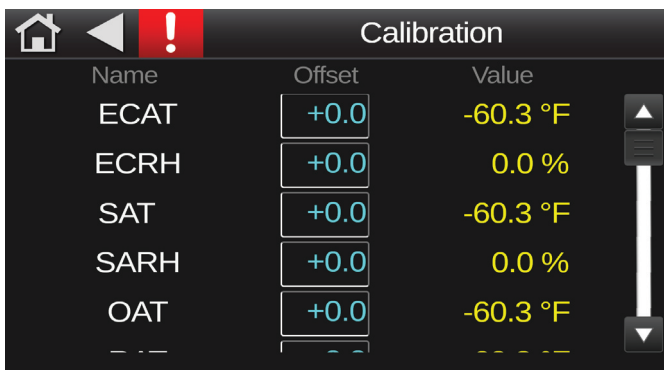 ! Calibration
Name Offset Value
ECAT +0.0 -60.3 °F
ECRH +0.0 0.0 %
SAT +0.0 -60.3 °F
SARH +0.0 0.0 %
OAT +0.0 -60.3 °F